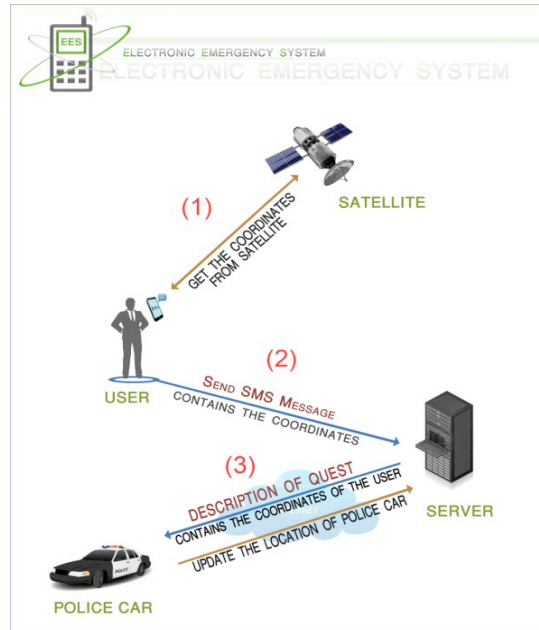 EES
ELECTRONIC EMERGENCY SYSTEM
ELECTRONIC EMERGENCY SYSTEM
SATELLITE
(1)
GET THE COORDINATES
FROM SATELLITE
USER
(2)
SEND SMS MESSAGE
CONTAINS THE COORDINATES
SERVER
(3)
DESCRIPTION OF QUEST
CONTAINS THE COORDINATES OF THE USER
UPDATE THE LOCATION OF POLICE CAR
POLICE CAR